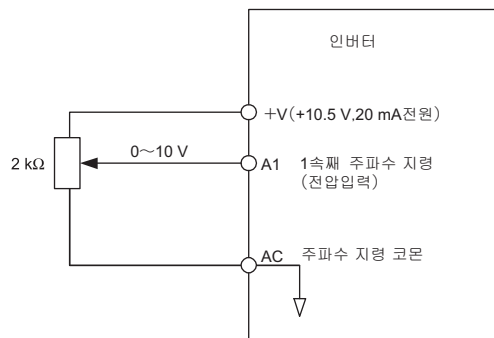 인버터
+V(+10.5 V,20 mA전원)
0~10 V
2 kΩ
A1
1속째 주파수 지령
(전압입력)
AC
주파수 지령 코몬